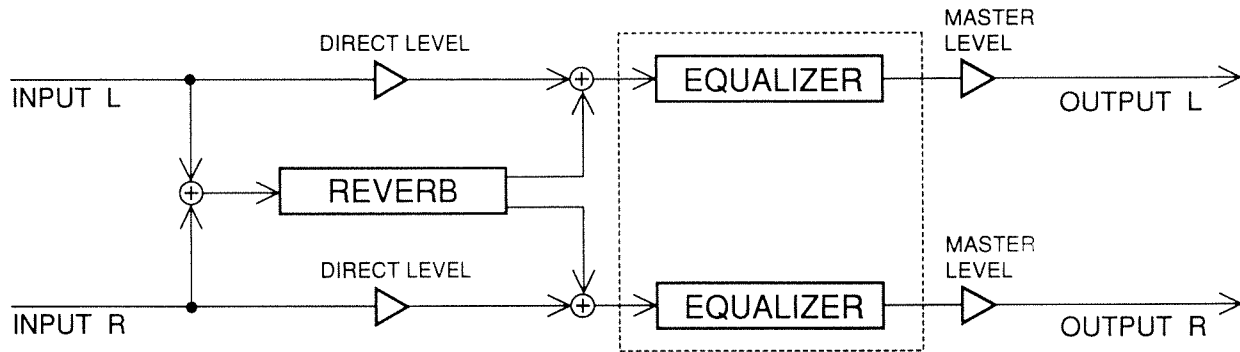 DIRECT LEVEL
MASTER
LEVEL
EQUALIZER
INPUT L
OUTPUT L
REVERB
DIRECT LEVEL
MASTER
LEVEL
EQUALIZER
INPUT R
OUTPUT R